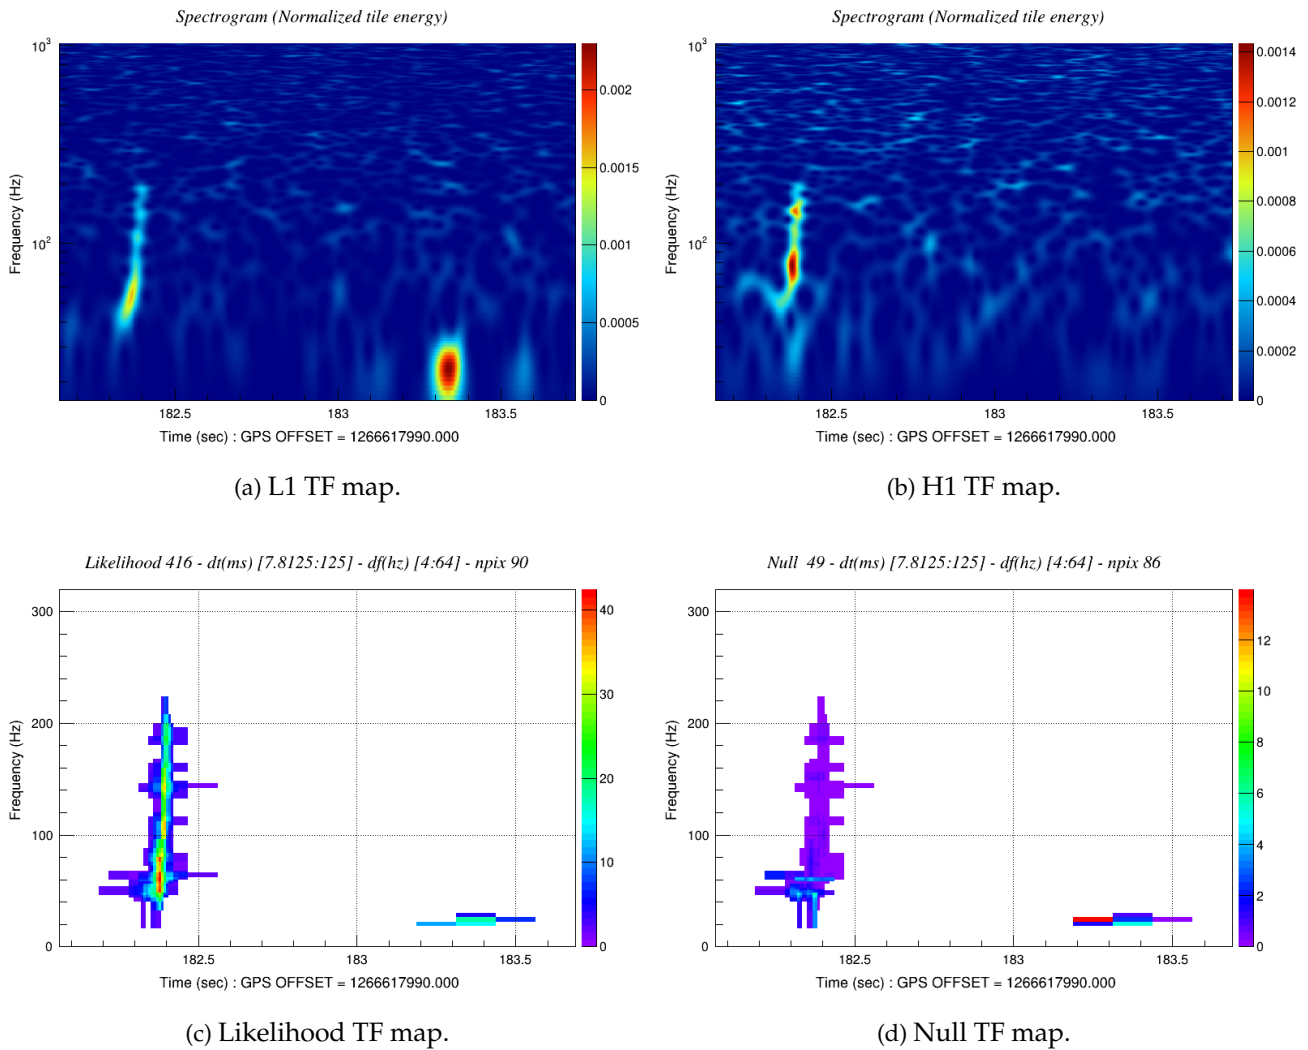 Spectrogram (Normalized tile energy)
10³
10²
Frequency (Hz)
182.5 183 183.5
Time (sec) : GPS OFFSET = 1266617990.000
0.002
0.0015
0.001
0.0005
0
(a) L1 TF map.
Spectrogram (Normalized tile energy)
10³
10²
Frequency (Hz)
182.5 183 183.5
Time (sec) : GPS OFFSET = 1266617990.000
0.0014
0.0012
0.001
0.0008
0.0006
0.0004
0.0002
0
(b) H1 TF map.
Likelihood 416 - dt(ms) [7.8125:125] - df(hz) [4:64] - npix 90
300
200
100
0
Frequency (Hz)
182.5 183 183.5
Time (sec) : GPS OFFSET = 1266617990.000
40
30
20
10
0
(c) Likelihood TF map.
Null 49 - dt(ms) [7.8125:125] - df(hz) [4:64] - npix 86
300
200
100
0
Frequency (Hz)
182.5 183 183.5
Time (sec) : GPS OFFSET = 1266617990.000
12
10
8
6
4
2
0
(d) Null TF map.